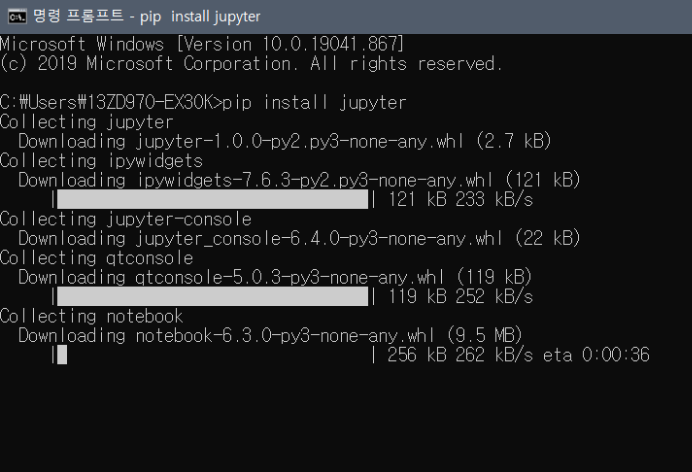 명령 프롬프트 - pip install jupyter
Microsoft Windows [Version 10.0.19041.867]
(c) 2019 Microsoft Corporation. All rights reserved.
C:₩Users₩13ZD970-EX30K>pip install jupyter
Collecting jupyter
Downloading jupyter-1.0.0-py2.py3-none-any.whl (2.7 kB)
Collecting ipywidgets
Downloading ipywidgets-7.6.3-py2.py3-none-any.whl (121 kB)
|████████████████████████████████| 121 kB 233 kB/s
Collecting jupyter-console
Downloading jupyter_console-6.4.0-py3-none-any.whl (22 kB)
Collecting qtconsole
Downloading qtconsole-5.0.3-py3-none-any.whl (119 kB)
|████████████████████████████████| 119 kB 252 kB/s
Collecting notebook
Downloading notebook-6.3.0-py3-none-any.whl (9.5 MB)
|█                               | 256 kB 262 kB/s eta 0:00:36